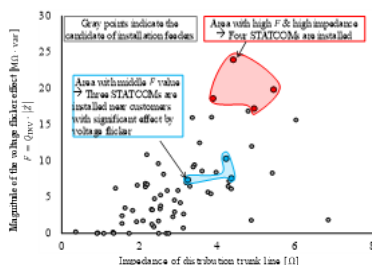 Gray points indicate the
candidate of installation feeders
Area with high F & high impedance
→ Four STATCOMs are installed
Area with middle F value
→ Three STATCOMs are
installed near customers
with significant effect by
voltage flicker
Magnitude of the voltage flicker effect [MΩ · var]
30
25
20
15
10
5
0
0
2
4
6
8
Impedance of distribution trunk line [Ω]